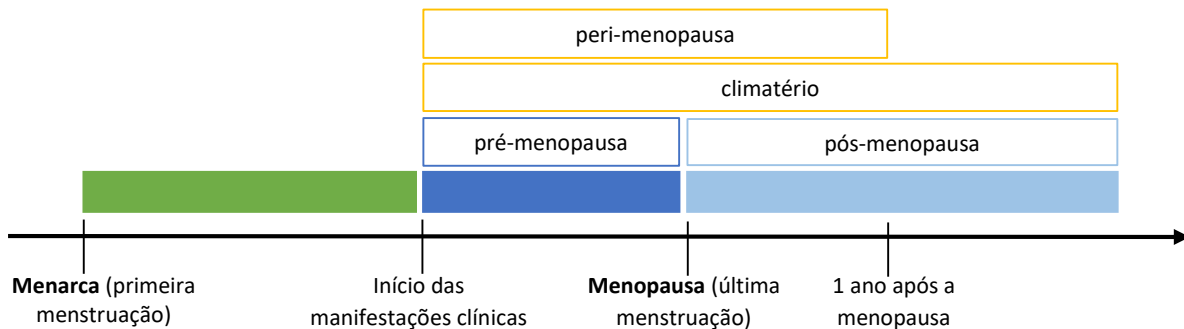 peri-menopausa
climatério
pré-menopausa
pós-menopausa
Menarca (primeira
menstruação)
Início das
manifestações clínicas
Menopausa (última
menstruação)
1 ano após a
menopausa